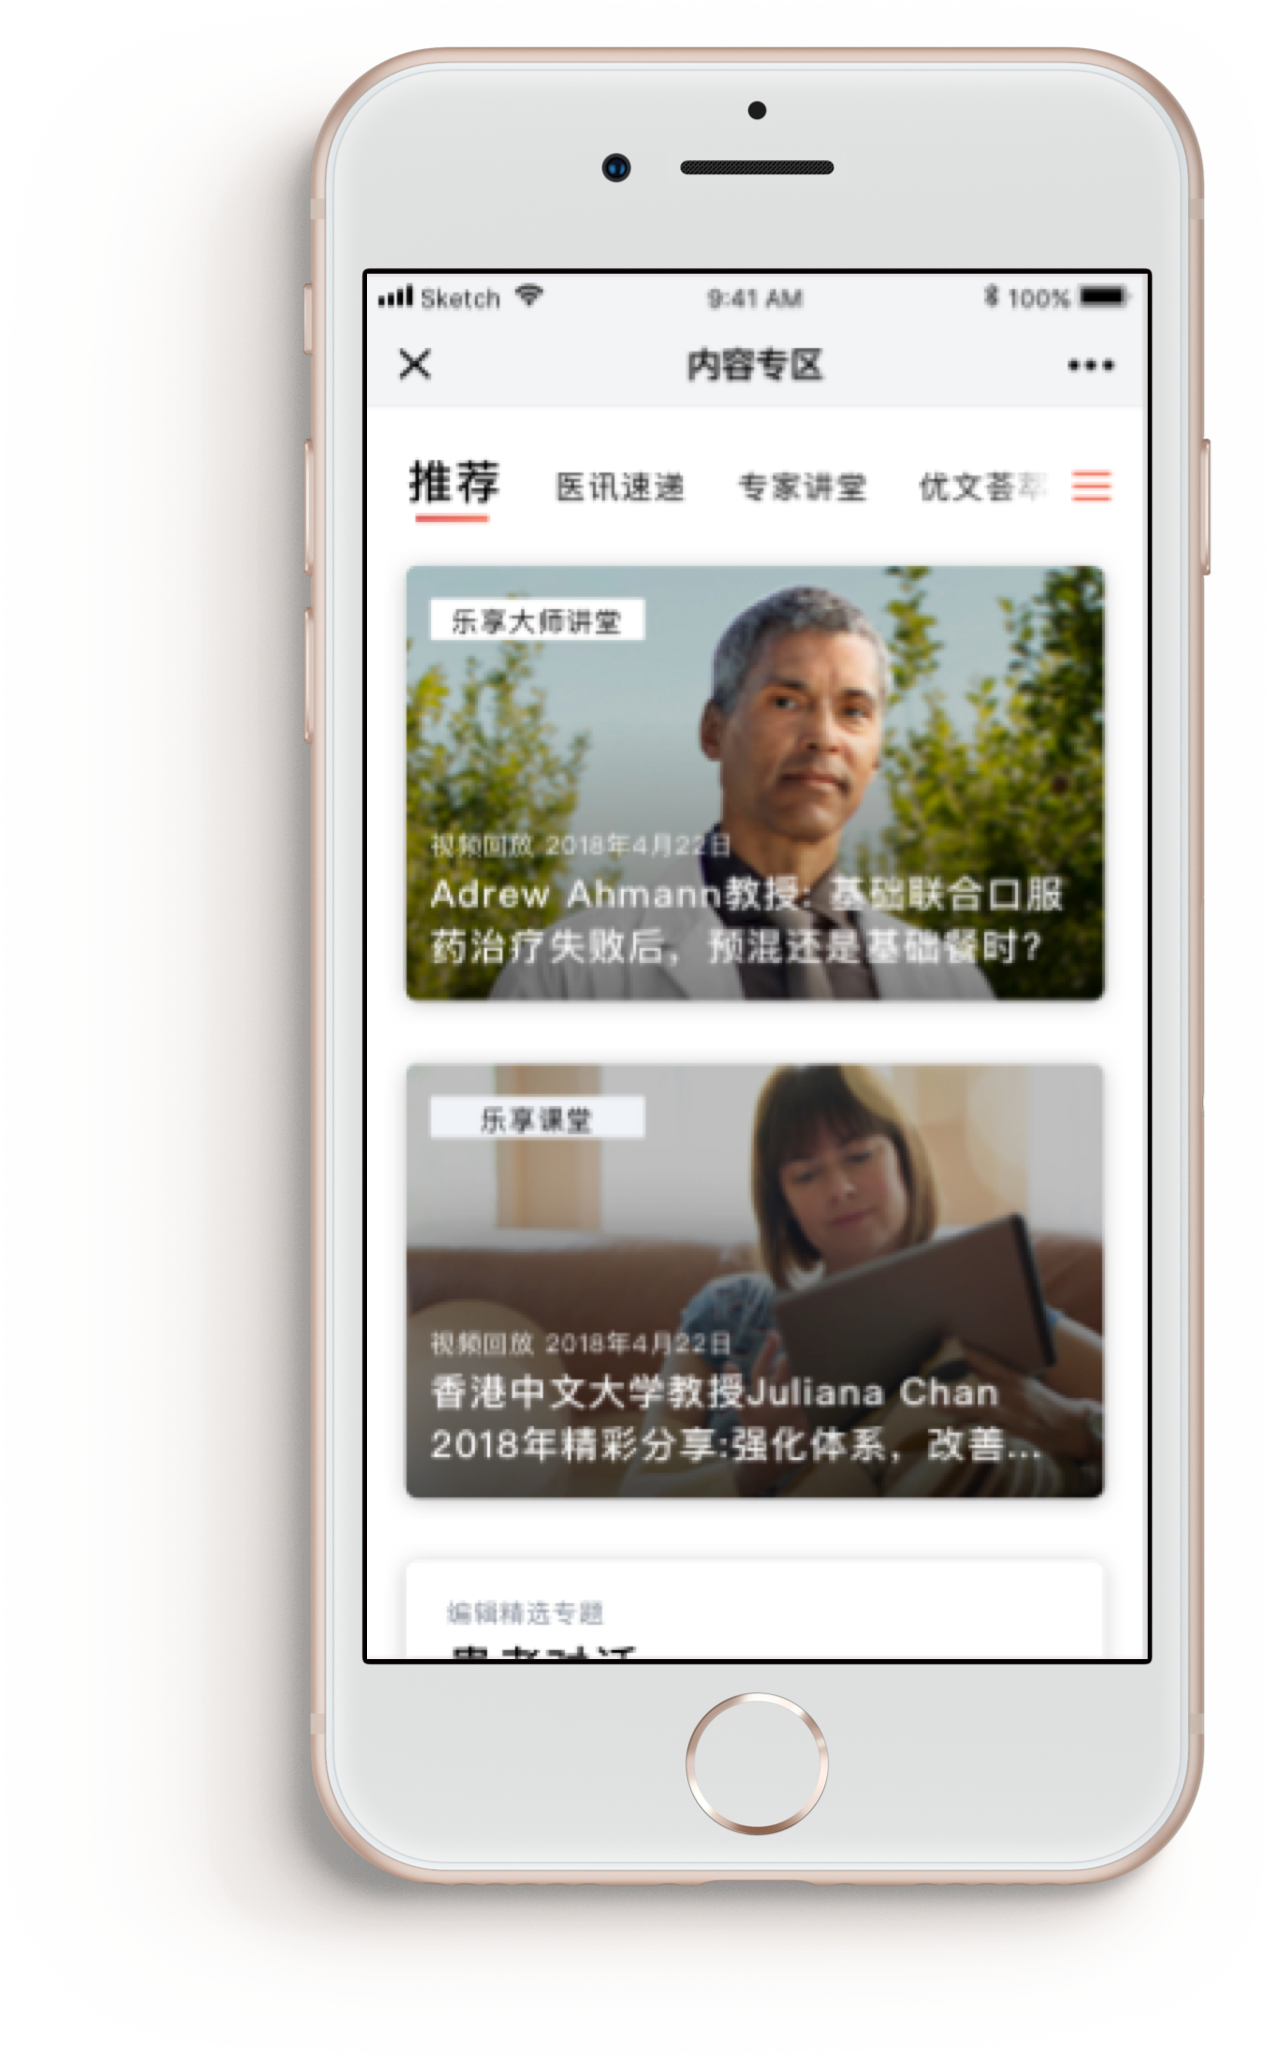 Sketch 9:41 AM 100%
内容专区
推荐 医讯速递 专家讲堂 优文荟萃
乐享大师讲堂
视频回放 2018年4月22日
Adrew Ahmann教授: 基础联合口服
药治疗失败后，预混还是基础餐时?
乐享课堂
视频回放 2018年4月22日
香港中文大学教授Juliana Chan
2018年精彩分享:强化体系，改善...
编辑精选专题
患者对话